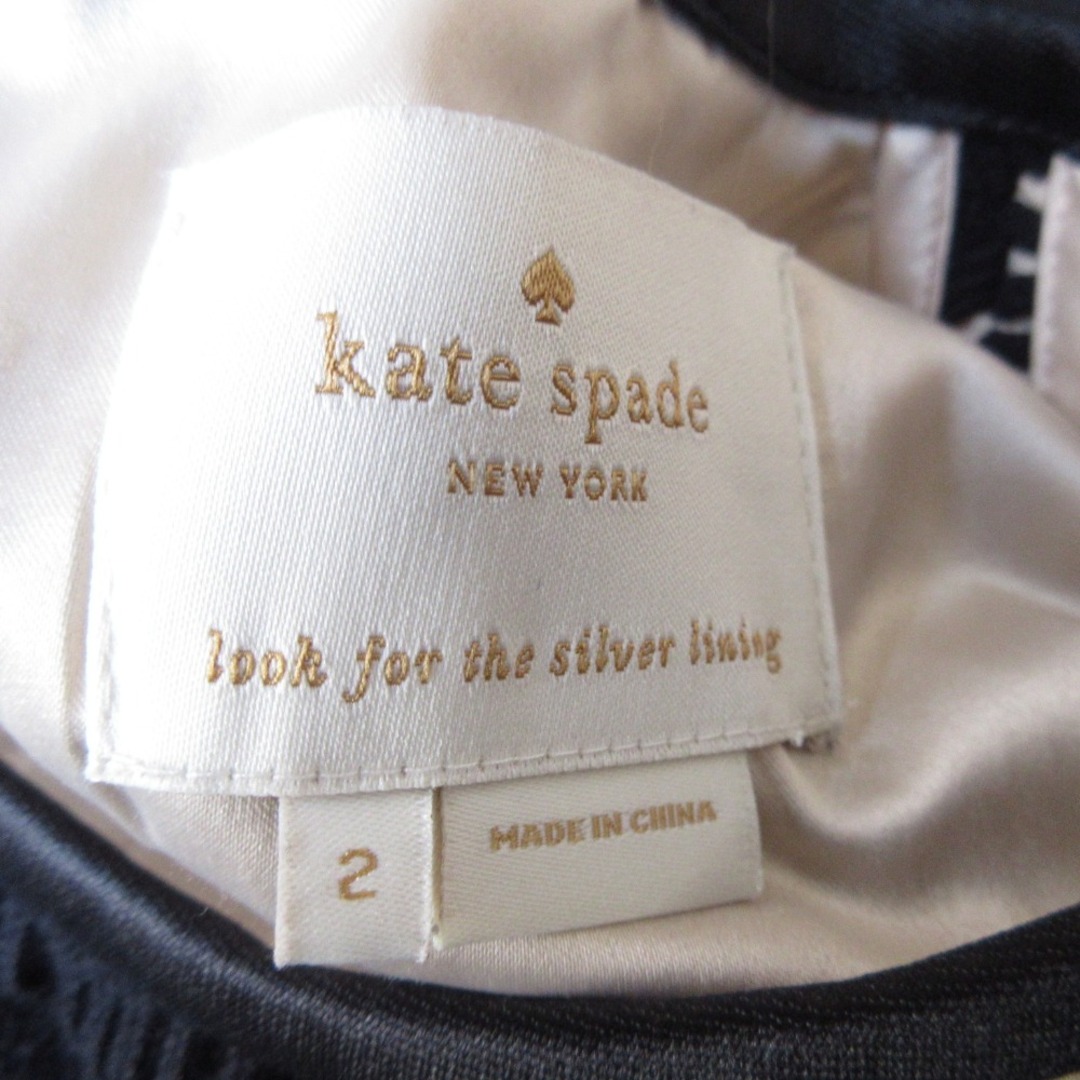 kate spade
NEW YORK
look for the silver lining
2
MADE IN CHINA